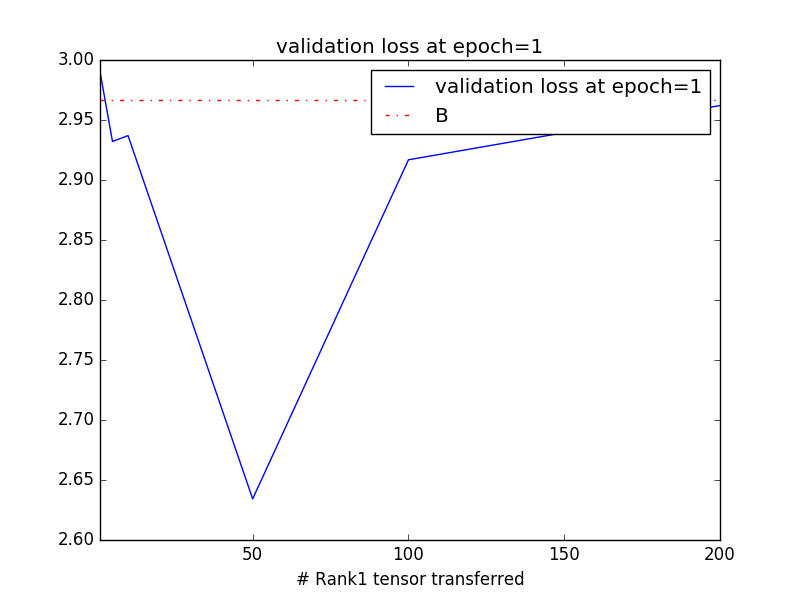 validation loss at epoch=1
3.00
2.95
2.90
2.85
2.80
2.75
2.70
2.65
2.60
validation loss at epoch=1
B
50 100 150 200
# Rank1 tensor transferred